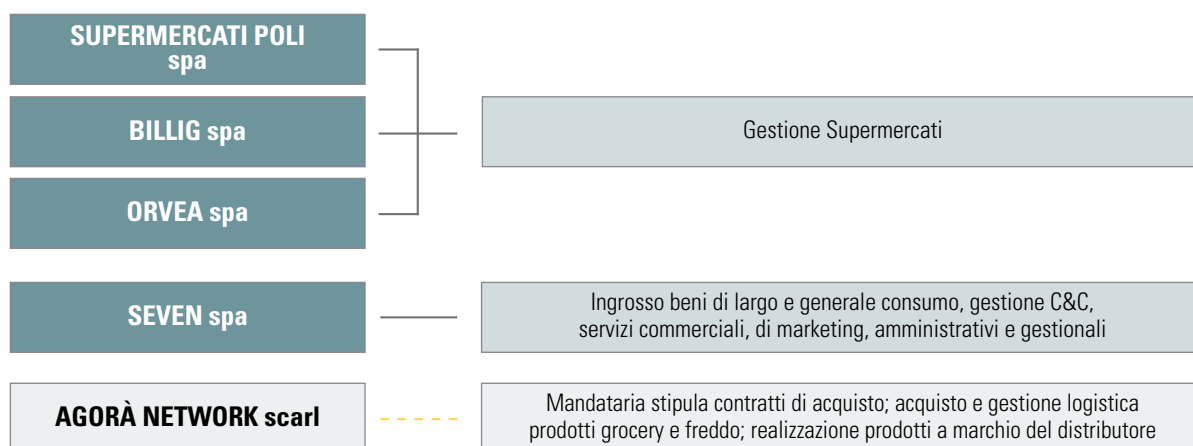 SUPERMERCATI POLI
spa
BILLIG spa
Gestione Supermercati
ORVEA spa
SEVEN spa
Ingrosso beni di largo e generale consumo, gestione C&C,
servizi commerciali, di marketing, amministrativi e gestionali
AGORÀ NETWORK scarl
Mandataria stipula contratti di acquisto; acquisto e gestione logistica
prodotti grocery e freddo; realizzazione prodotti a marchio del distributore